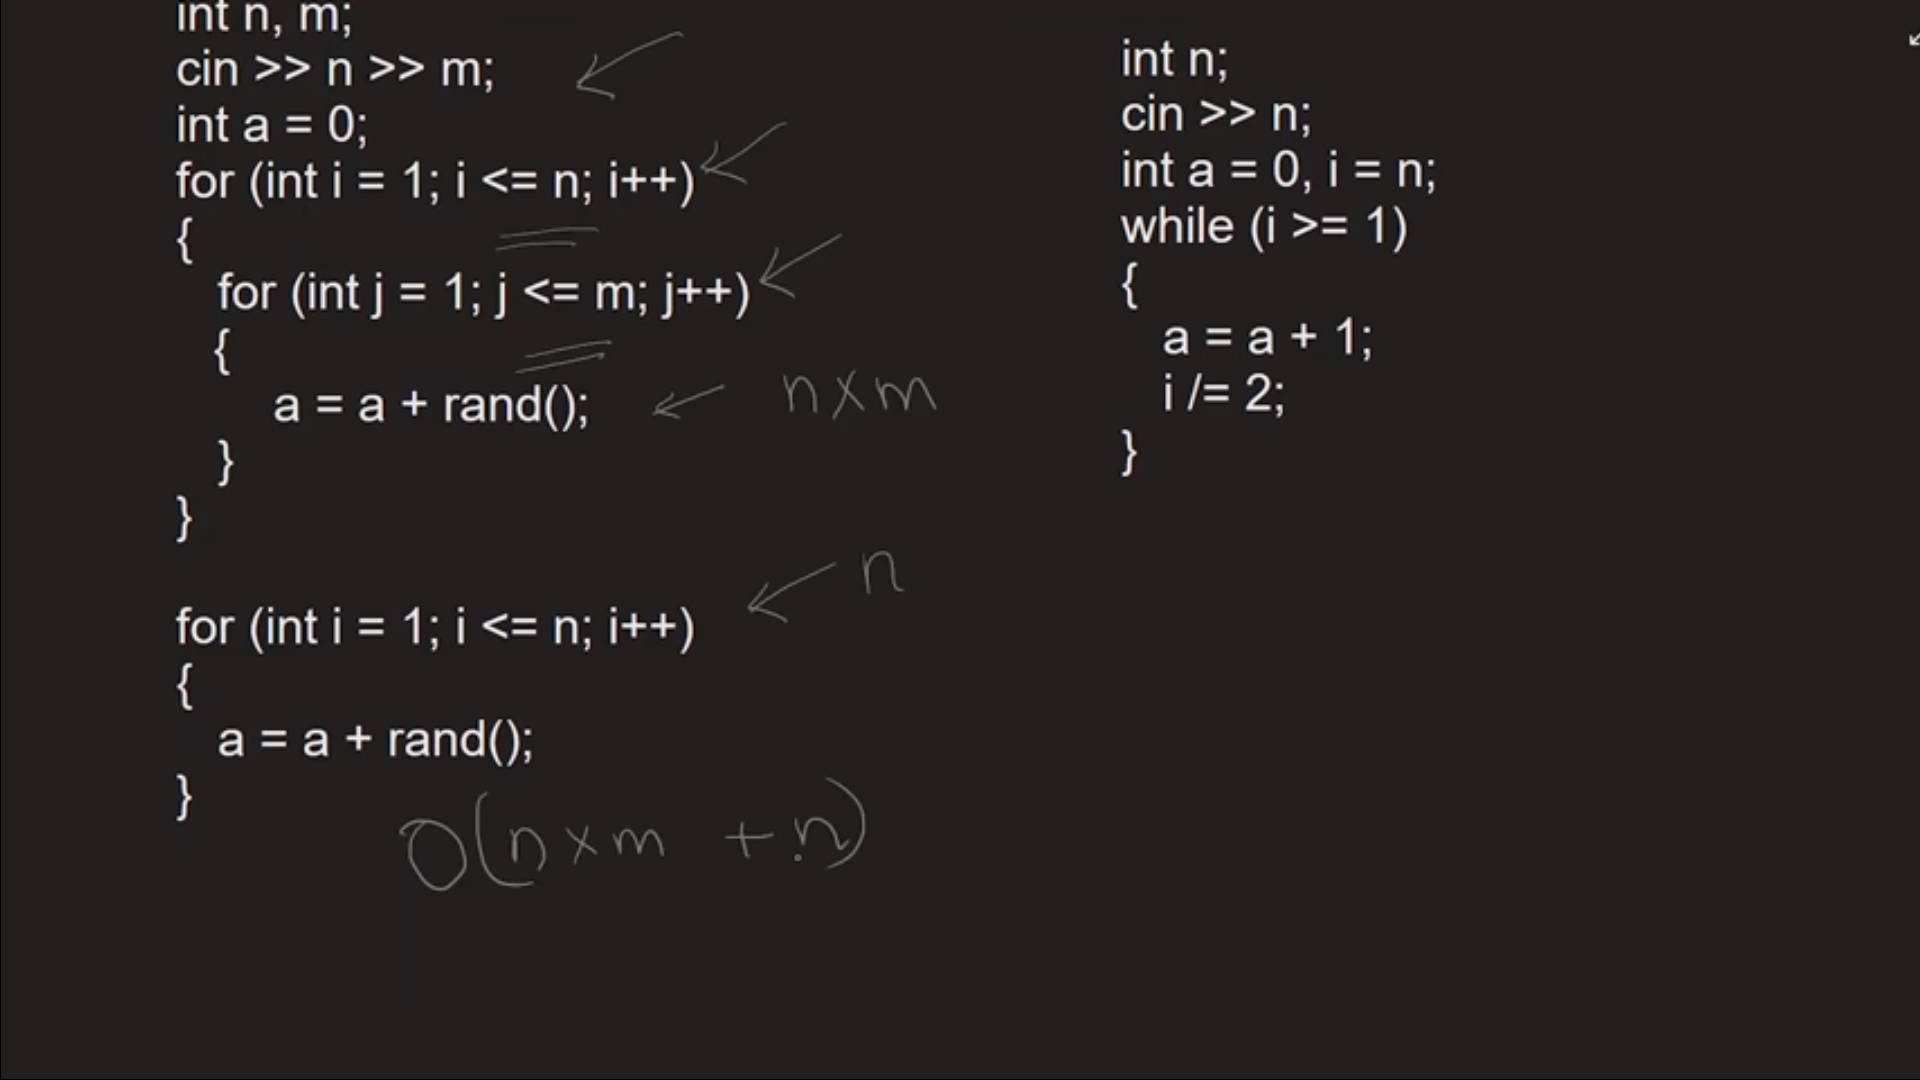 int n, m;
cin >> n >> m;
int a = 0;
for (int i = 1; i <= n; i++)
{
for (int j = 1; j <= m; j++)
{
a = a + rand();
n x m
}
}
n
for (int i = 1; i <= n; i++)
{
a = a + rand();
}
O(n x m + n)
int n;
cin >> n;
int a = 0, i = n;
while (i >= 1)
{
a = a + 1;
i /= 2;
}